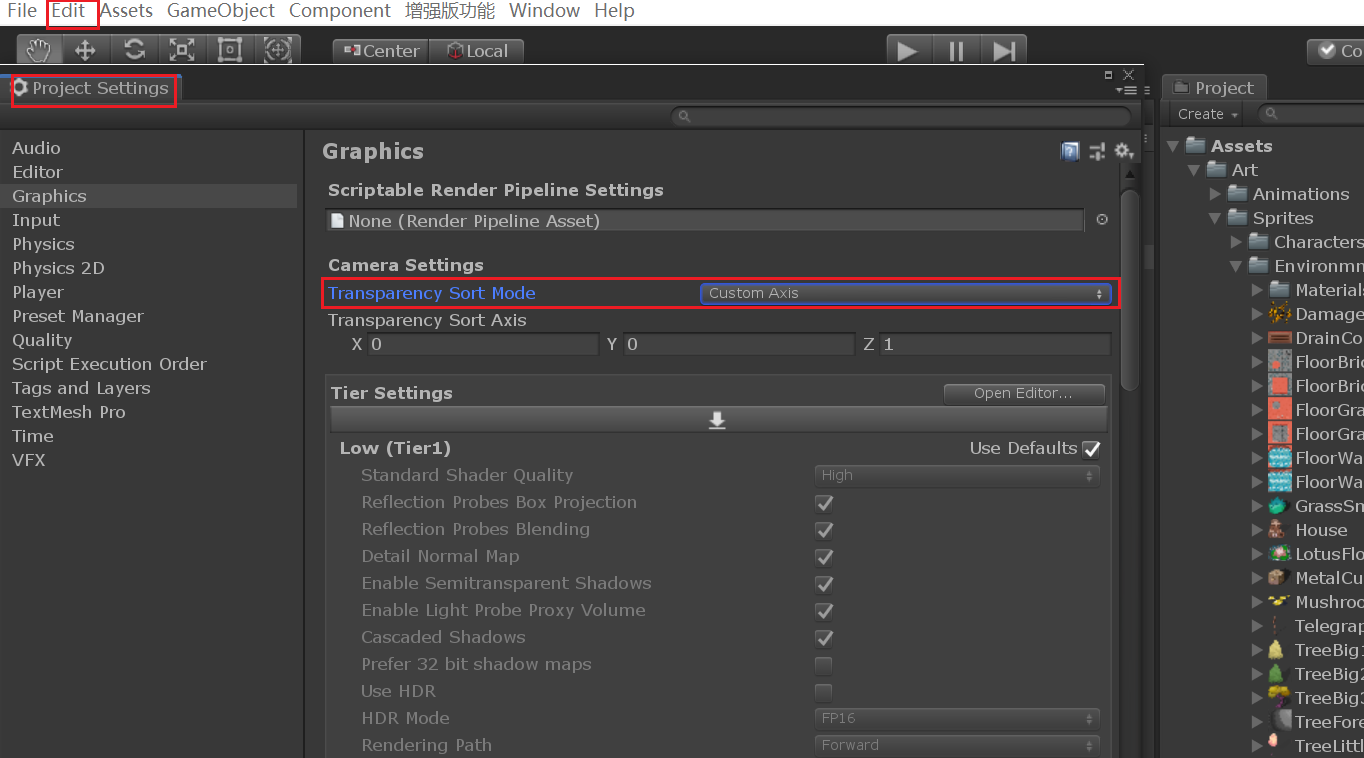 File Edit Assets GameObject Component 增强版功能 Window Help
Center Local Co
Project Settings
Project
Create
Audio
Editor
Graphics
Input
Physics
Physics 2D
Player
Preset Manager
Quality
Script Execution Order
Tags and Layers
TextMesh Pro
Time
VFX
Graphics
Scriptable Render Pipeline Settings
None (Render Pipeline Asset)
Camera Settings
Transparency Sort Mode Custom Axis
Transparency Sort Axis
X 0 Y 0 Z 1
Tier Settings Open Editor...
Low (Tier1) Use Defaults
Standard Shader Quality High
Reflection Probes Box Projection
Reflection Probes Blending
Detail Normal Map
Enable Semitransparent Shadows
Enable Light Probe Proxy Volume
Cascaded Shadows
Prefer 32 bit shadow maps
Use HDR
HDR Mode FP16
Rendering Path Forward
Assets
Art
Animations
Sprites
Characters
Environmn
Materials
Damage
DrainCo
FloorBric
FloorBric
FloorGra
FloorGra
FloorWa
FloorWa
GrassSm
House
LotusFlo
MetalCu
Mushroo
Telegrap
TreeBig1
TreeBig2
TreeBig3
TreeFore
TreeLittl